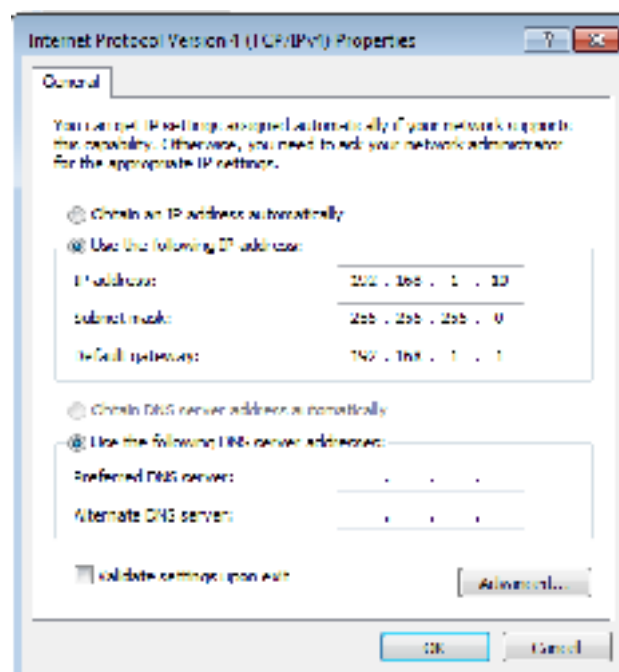 Internet Protocol Version 4 (TCP/IPv4) Properties
General
You can get IP settings assigned automatically if your network supports
this capability. Otherwise, you need to ask your network administrator
for the appropriate IP settings.
Obtain an IP address automatically
Use the following IP address:
IP address: 192 . 168 . 1 . 10
Subnet mask: 255 . 255 . 255 . 0
Default gateway: 192 . 168 . 1 . 1
Obtain DNS server address automatically
Use the following DNS server addresses:
Preferred DNS server: . . .
Alternate DNS server: . . .
Validate settings upon exit
Advanced...
OK Cancel